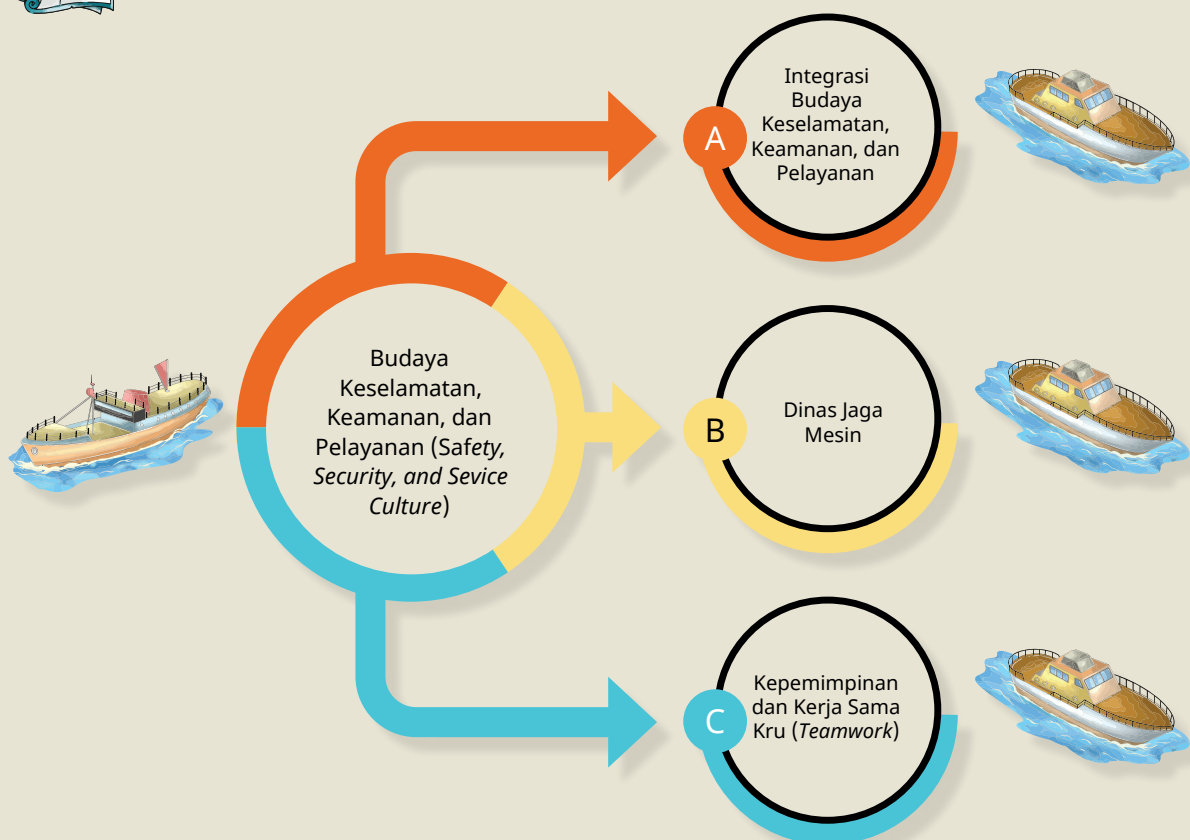 Integrasi
Budaya
Keselamatan,
Keamanan, dan
Pelayanan
A
Budaya
Keselamatan,
Keamanan, dan
Pelayanan (Safety,
Security, and Sevice
Culture)
B
Dinas Jaga
Mesin
C
Kepemimpinan
dan Kerja Sama
Kru (Teamwork)